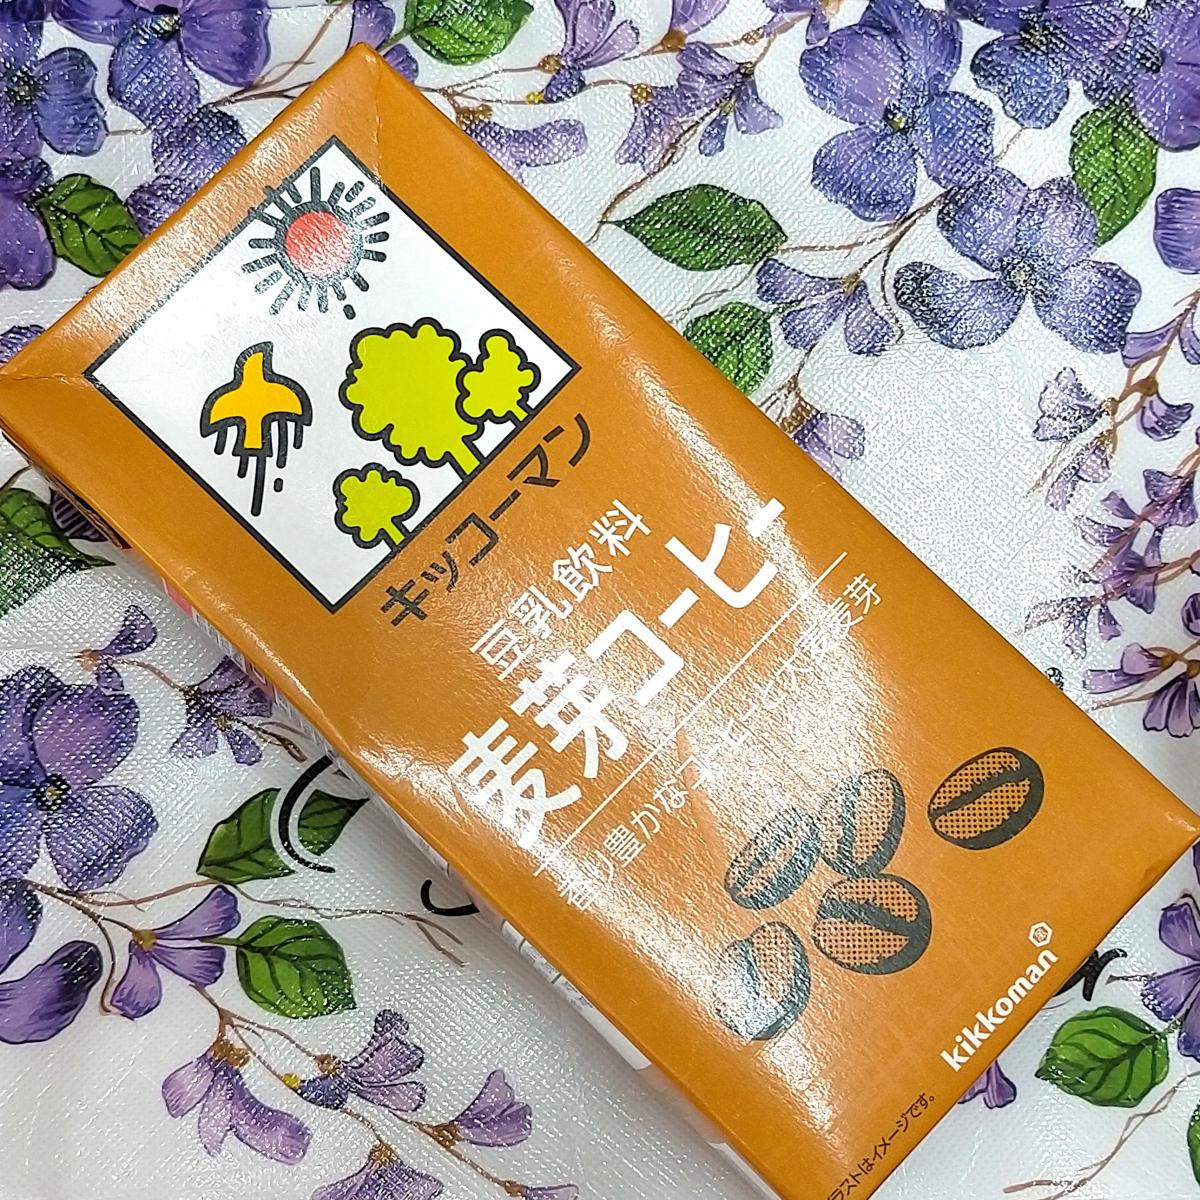 キッコーマン
豆乳飲料
麦芽コーヒー
香り豊かなコーヒーと大麦麦芽
kikkoman
ラストはイメージです。